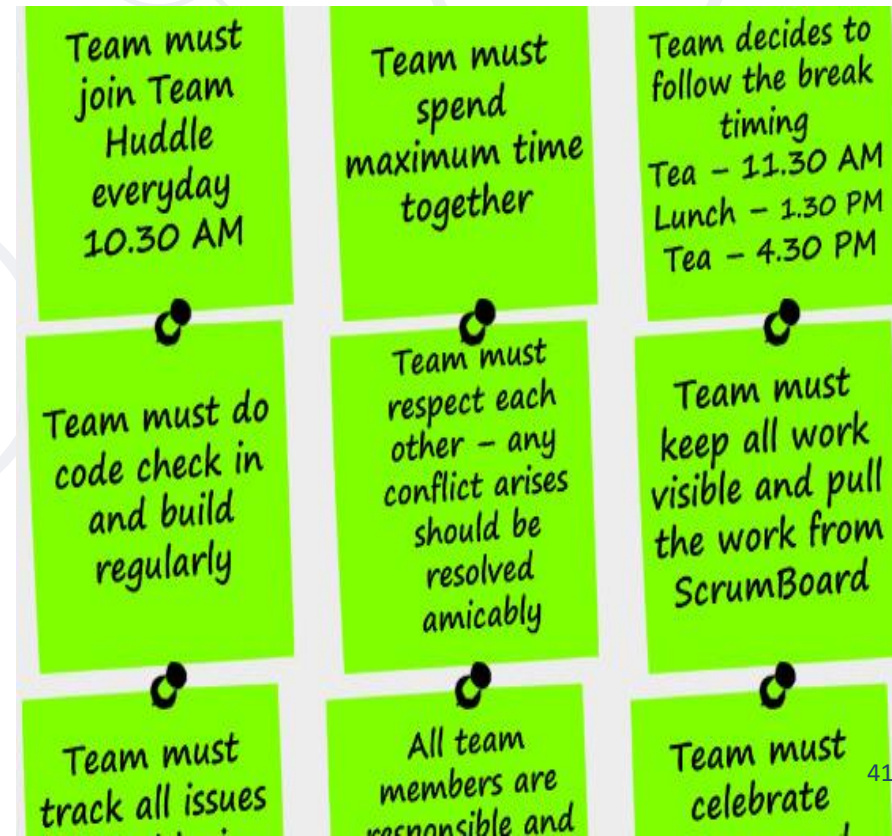 Team must
join Team
Huddle
everyday
10.30 AM
Team must
spend
maximum time
together
Team decides to
follow the break
timing
Tea – 11.30 AM
Lunch – 1.30 PM
Tea – 4.30 PM
Team must do
code check in
and build
regularly
Team must
respect each
other – any
conflict arises
should be
resolved
amicably
Team must
keep all work
visible and pull
the work from
ScrumBoard
Team must
track all issues
All team
members are
responsible and
Team must
celebrate
41